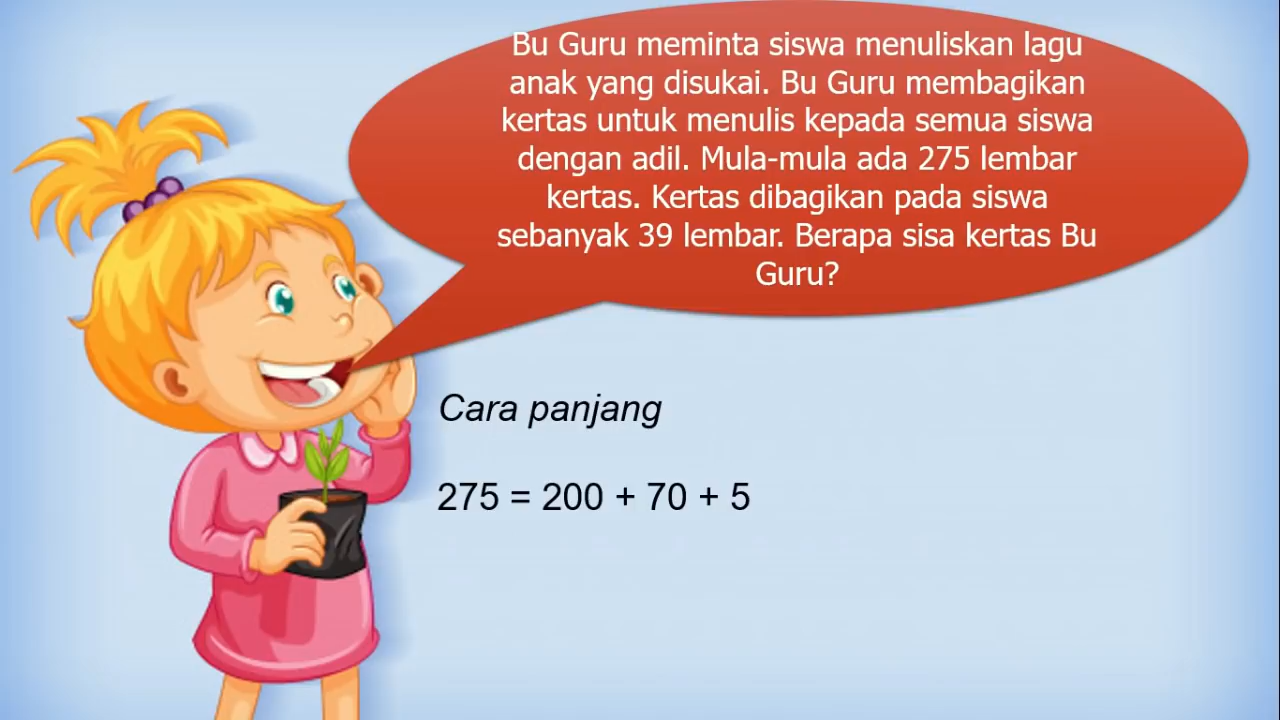 Bu Guru meminta siswa menuliskan lagu
anak yang disukai. Bu Guru membagikan
kertas untuk menulis kepada semua siswa
dengan adil. Mula-mula ada 275 lembar
kertas. Kertas dibagikan pada siswa
sebanyak 39 lembar. Berapa sisa kertas Bu
Guru?
Cara panjang
275 = 200 + 70 + 5